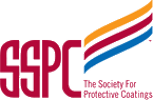 SSPC
The Society For
Protective Coatings